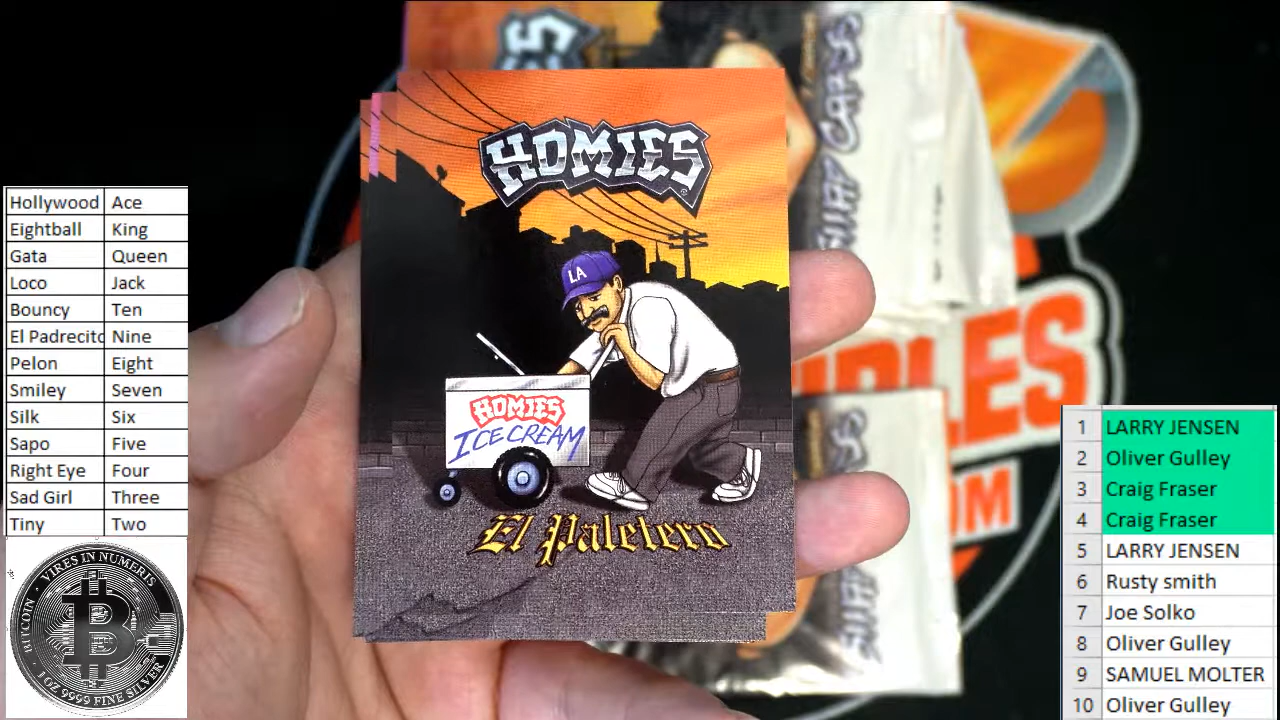 HOMIES
LA
HOMIES
ICE CREAM
El Paletero
Hollywood Ace
Eightball King
Gata Queen
Loco Jack
Bouncy Ten
El Padrecito Nine
Pelon Eight
Smiley Seven
Silk Six
Sapo Five
Right Eye Four
Sad Girl Three
Tiny Two
VIRES IN NUMERIS
BITCOIN
1 OZ 9999 FINE SILVER
B
1 LARRY JENSEN
2 Oliver Gulley
3 Craig Fraser
4 Craig Fraser
5 LARRY JENSEN
6 Rusty smith
7 Joe Solko
8 Oliver Gulley
9 SAMUEL MOLTER
10 Oliver Gulley